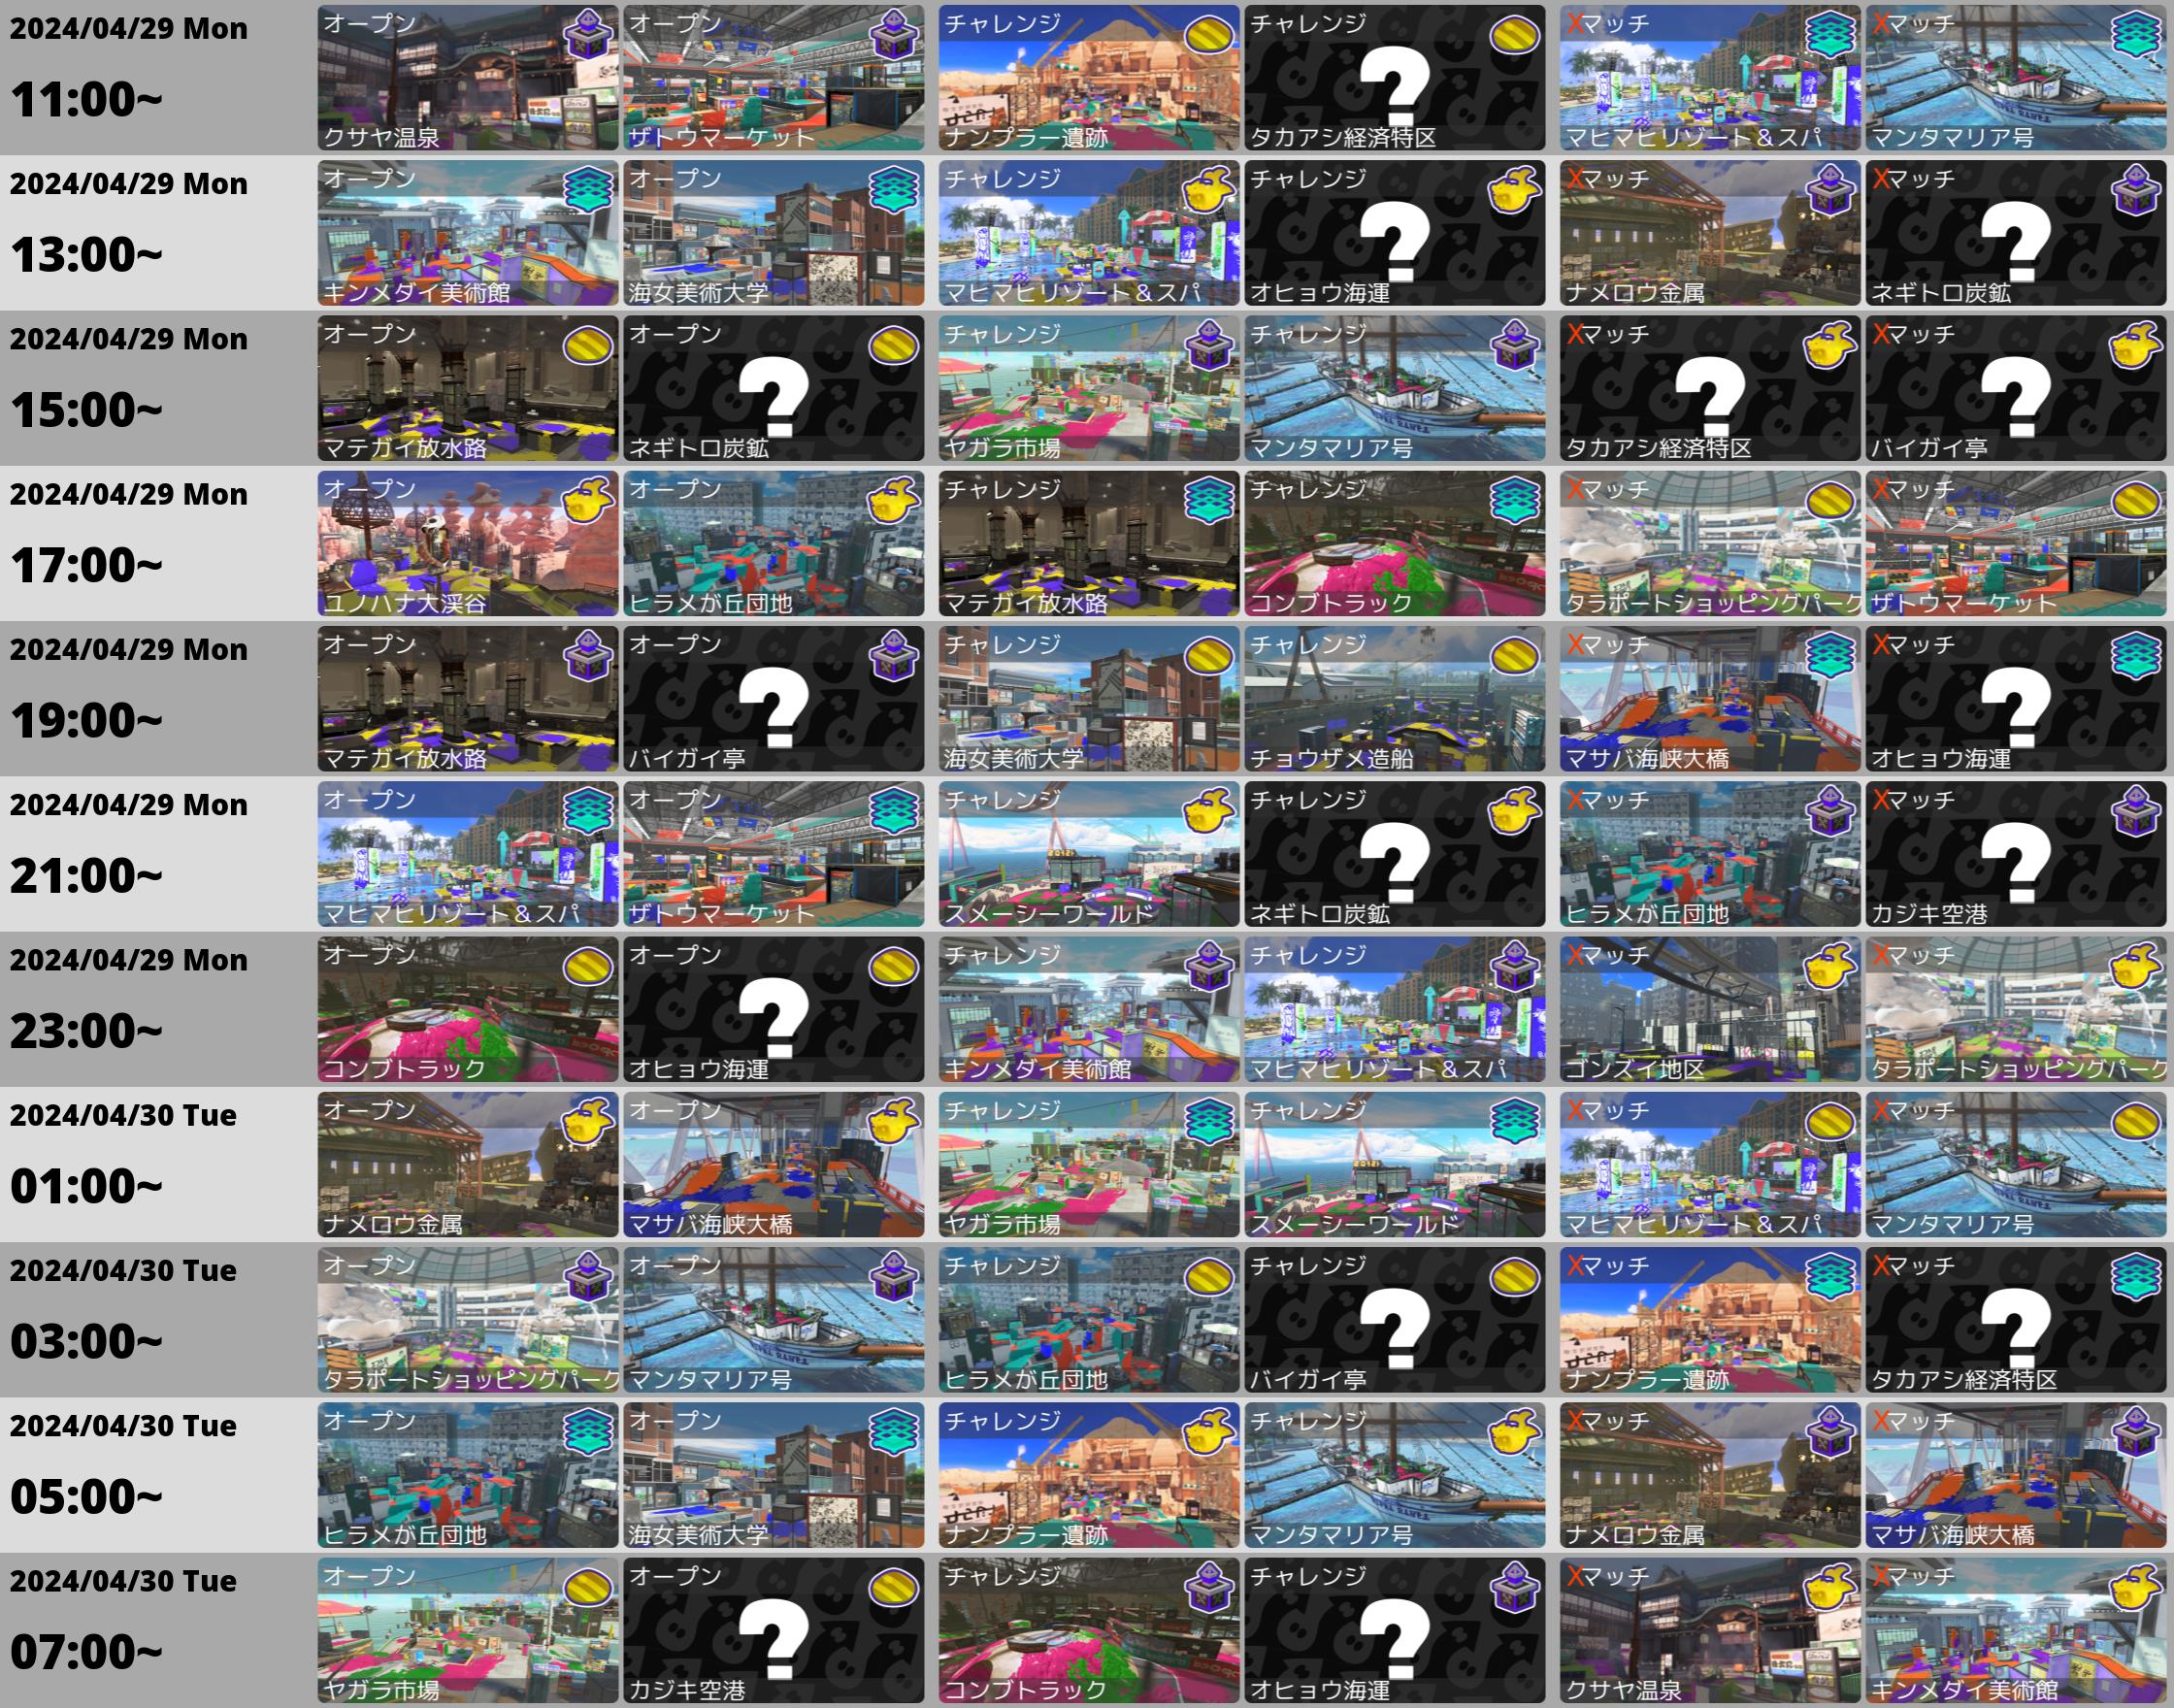 2024/04/29 Mon
11:00~
オープン
クサヤ温泉
オープン
ザトウマーケット
チャレンジ
ナンプラー遺跡
チャレンジ
?
タカアシ経済特区
Xマッチ
マヒマヒリゾート＆スパ
Xマッチ
マンタマリア号
2024/04/29 Mon
13:00~
オープン
キンメダイ美術館
オープン
海女美術大学
チャレンジ
マヒマヒリゾート＆スパ
チャレンジ
?
オヒョウ海運
Xマッチ
ナメロウ金属
Xマッチ
?
ネギトロ炭鉱
2024/04/29 Mon
15:00~
オープン
マテガイ放水路
オープン
?
ネギトロ炭鉱
チャレンジ
ヤガラ市場
チャレンジ
マンタマリア号
Xマッチ
?
タカアシ経済特区
Xマッチ
?
バイガイ亭
2024/04/29 Mon
17:00~
オープン
ユノハナ大渓谷
オープン
ヒラメが丘団地
チャレンジ
マテガイ放水路
チャレンジ
コンブトラック
Xマッチ
タラポートショッピングパーク
Xマッチ
ザトウマーケット
2024/04/29 Mon
19:00~
オープン
マテガイ放水路
オープン
?
バイガイ亭
チャレンジ
海女美術大学
チャレンジ
チョウザメ造船
Xマッチ
マサバ海峡大橋
Xマッチ
?
オヒョウ海運
2024/04/29 Mon
21:00~
オープン
マヒマヒリゾート＆スパ
オープン
ザトウマーケット
チャレンジ
スメーシーワールド
チャレンジ
?
ネギトロ炭鉱
Xマッチ
ヒラメが丘団地
Xマッチ
?
カジキ空港
2024/04/29 Mon
23:00~
オープン
コンブトラック
オープン
?
オヒョウ海運
チャレンジ
キンメダイ美術館
チャレンジ
マヒマヒリゾート＆スパ
Xマッチ
ゴンズイ地区
Xマッチ
タラポートショッピングパーク
2024/04/30 Tue
01:00~
オープン
ナメロウ金属
オープン
マサバ海峡大橋
チャレンジ
ヤガラ市場
チャレンジ
スメーシーワールド
Xマッチ
マヒマヒリゾート＆スパ
Xマッチ
マンタマリア号
2024/04/30 Tue
03:00~
オープン
タラポートショッピングパーク
オープン
マンタマリア号
チャレンジ
ヒラメが丘団地
チャレンジ
?
バイガイ亭
Xマッチ
ナンプラー遺跡
Xマッチ
?
タカアシ経済特区
2024/04/30 Tue
05:00~
オープン
ヒラメが丘団地
オープン
海女美術大学
チャレンジ
ナンプラー遺跡
チャレンジ
マンタマリア号
Xマッチ
ナメロウ金属
Xマッチ
マサバ海峡大橋
2024/04/30 Tue
07:00~
オープン
ヤガラ市場
オープン
?
カジキ空港
チャレンジ
コンブトラック
チャレンジ
?
オヒョウ海運
Xマッチ
クサヤ温泉
Xマッチ
キンメダイ美術館